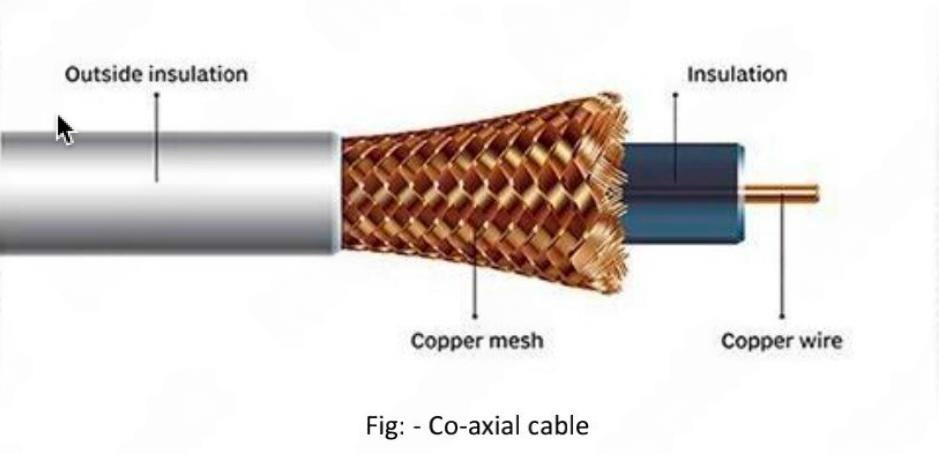 Outside insulation
Insulation
Copper mesh
Copper wire
Fig: - Co-axial cable